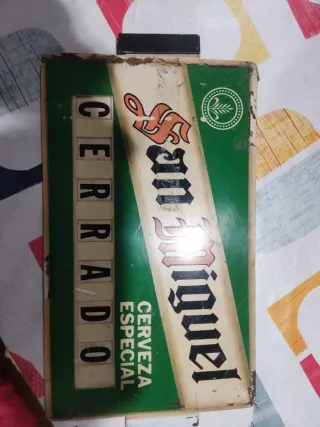 San Miguel
CERVEZA
ESPECIAL
CERRADO